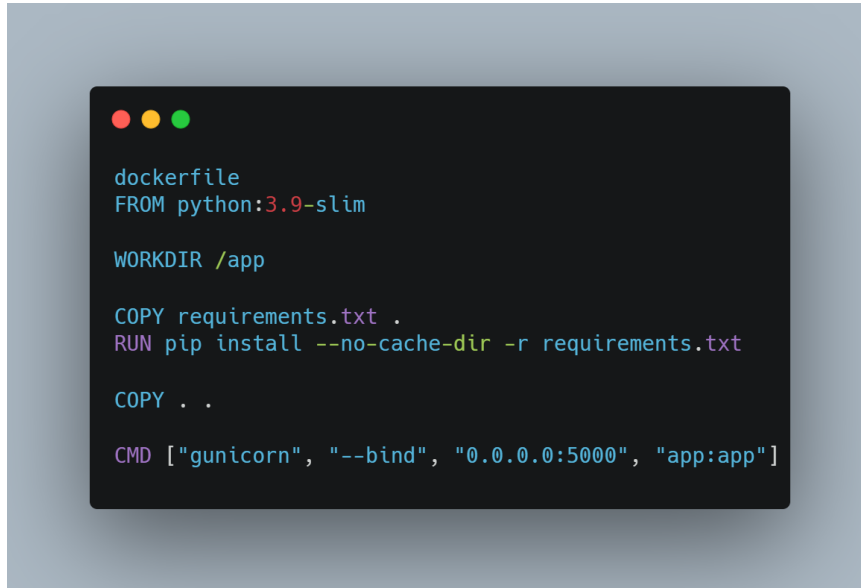 dockerfile
FROM python:3.9-slim
WORKDIR /app
COPY requirements.txt .
RUN pip install --no-cache-dir -r requirements.txt
COPY . .
CMD ["gunicorn", "--bind", "0.0.0.0:5000", "app:app"]